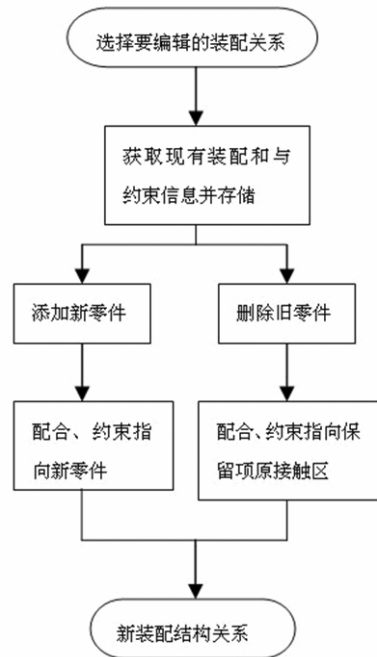 选择要编辑的装配关系
获取现有装配和与
约束信息并存储
添加新零件
删除旧零件
配合、约束指
向新零件
配合、约束指向保
留项原接触区
新装配结构关系